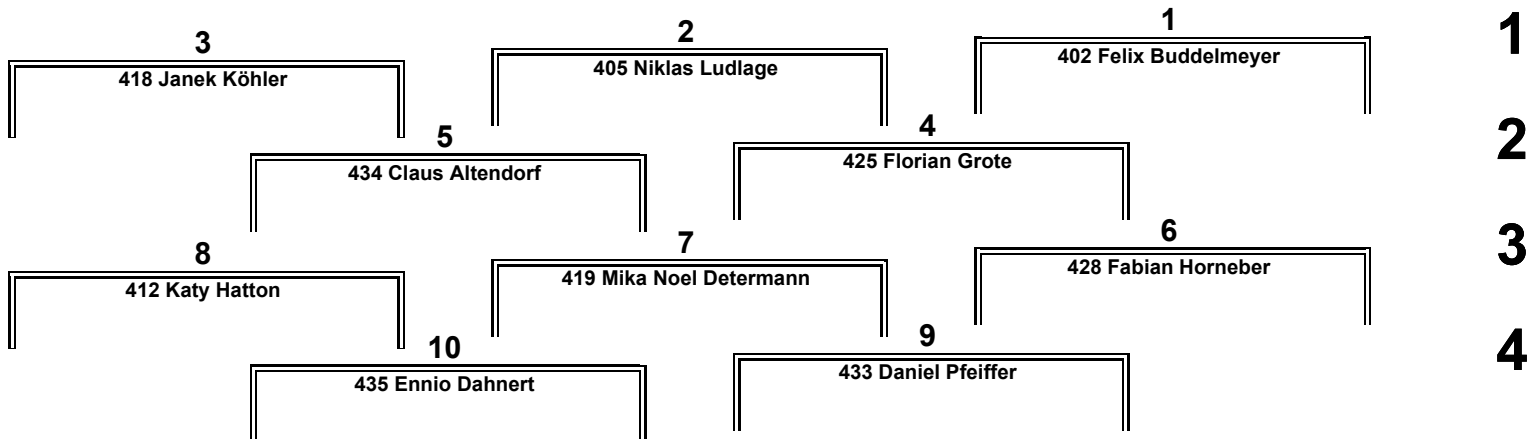 3 2 1 1
418 Janek Köhler 405 Niklas Ludlage 402 Felix Buddelmeyer
5 4 2
434 Claus Altendorf 425 Florian Grote
8 7 6 3
412 Katy Hatton 419 Mika Noel Determann 428 Fabian Horneber
10 9 4
435 Ennio Dahnert 433 Daniel Pfeiffer